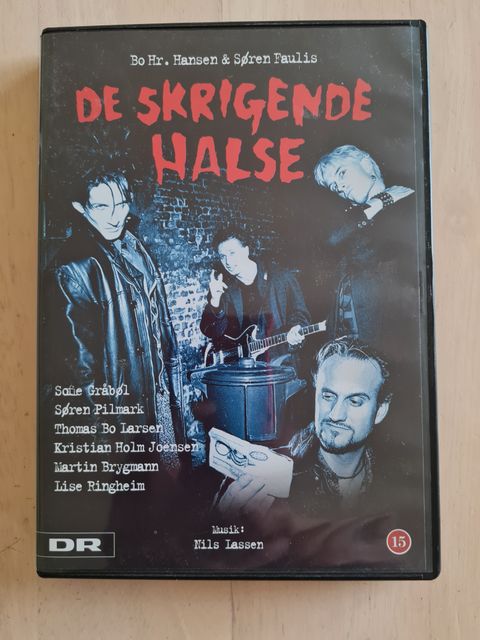 Bo Hr. Hansen & Søren Faulis
DE SKRIGENDE
HALSE
Sofie Gråbøl
Søren Pilmark
Thomas Bo Larsen
Kristian Holm Joensen
Martin Brygmann
Lise Ringheim
Musik:
Nils Lassen
DR
15